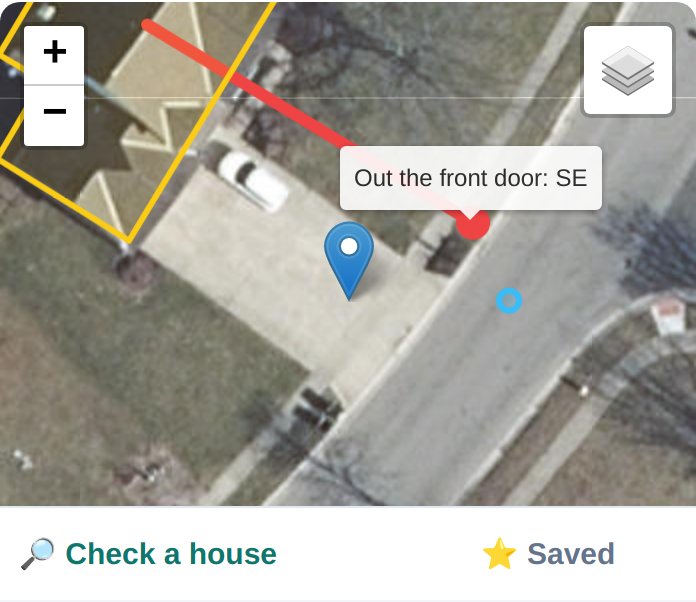 +
−
Out the front door: SE
🔎 Check a house
⭐ Saved